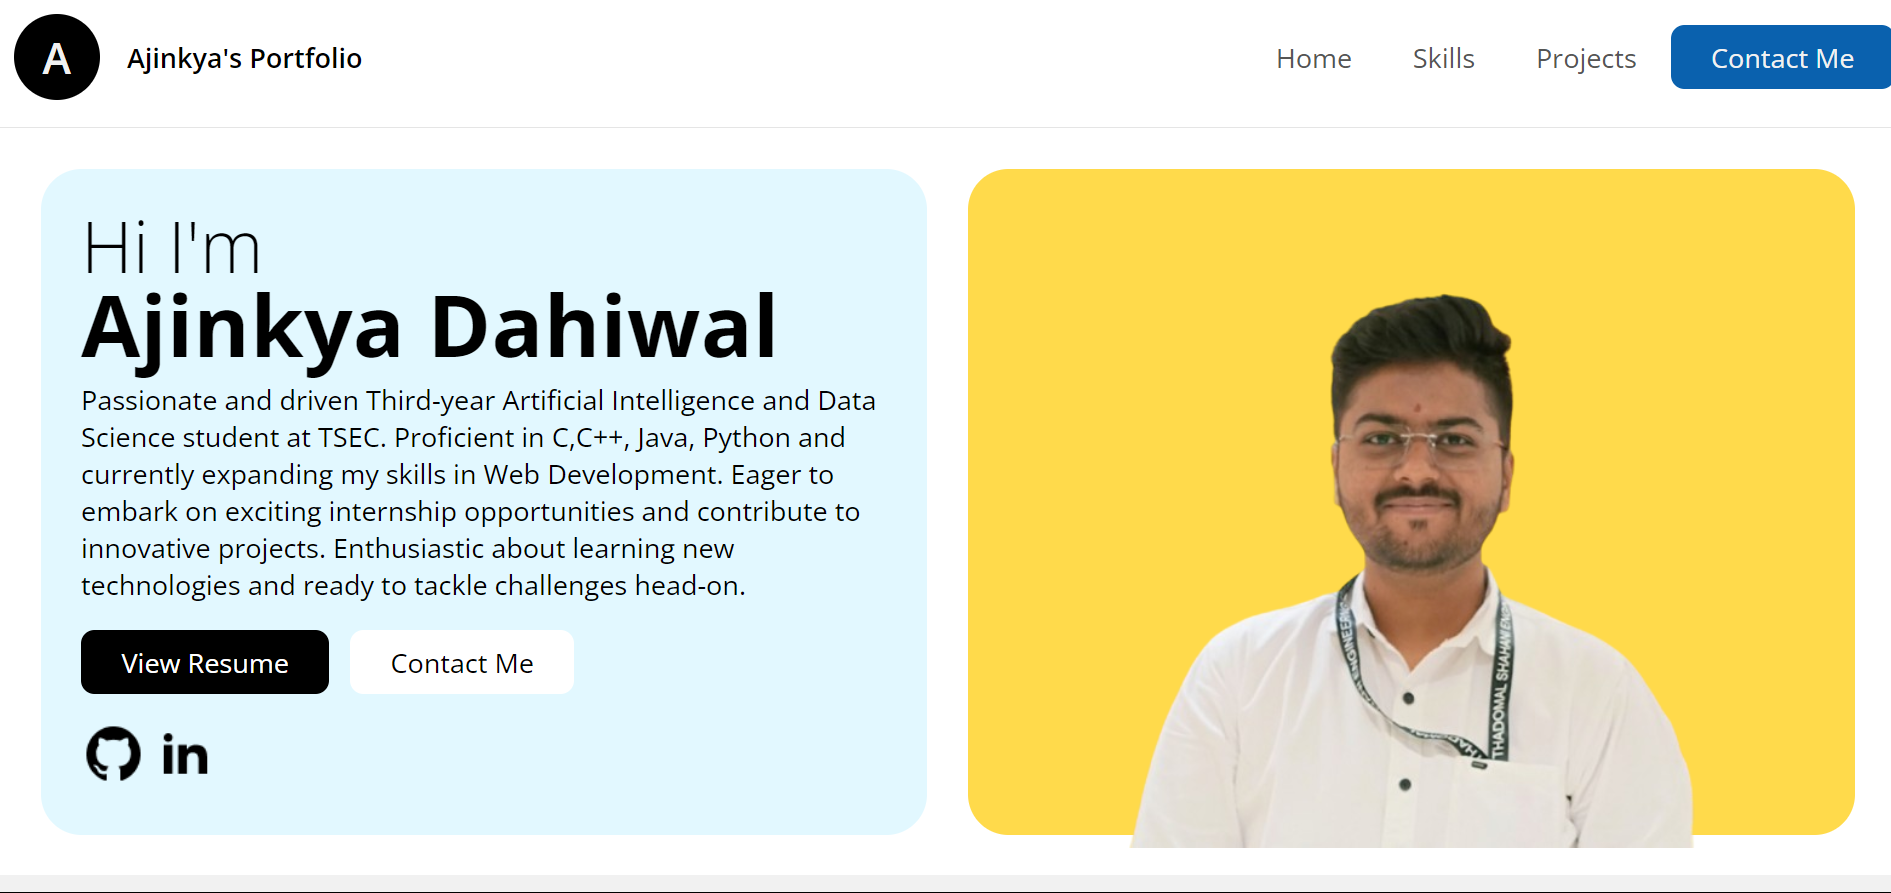 A
Ajinkya's Portfolio
Home
Skills
Projects
Contact Me
Hi I'm
Ajinkya Dahiwal
Passionate and driven Third-year Artificial Intelligence and Data
Science student at TSEC. Proficient in C,C++, Java, Python and
currently expanding my skills in Web Development. Eager to
embark on exciting internship opportunities and contribute to
innovative projects. Enthusiastic about learning new
technologies and ready to tackle challenges head-on.
View Resume
Contact Me
in
THADOMAL SHAHANI